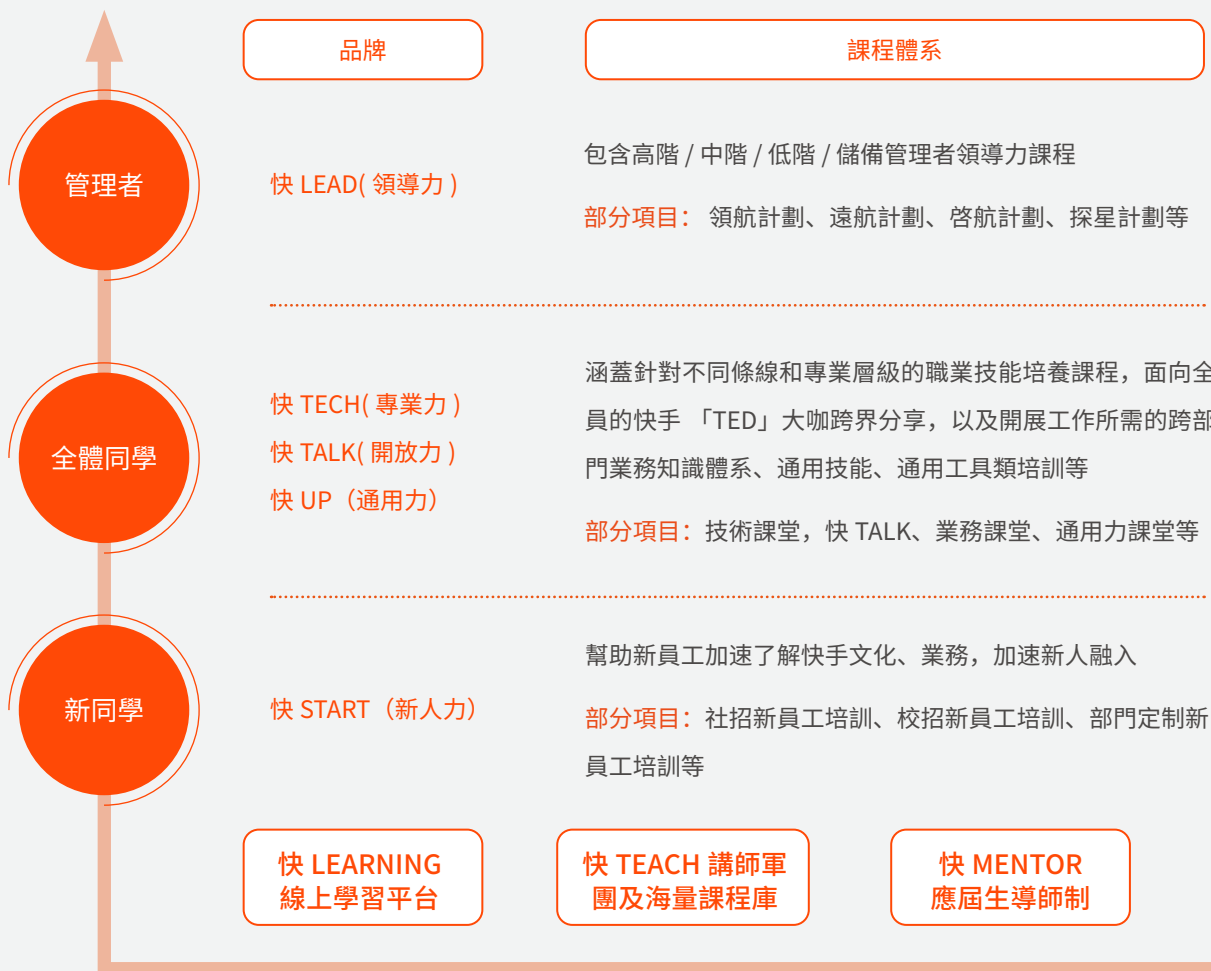 品牌
課程體系
管理者
快 LEAD( 領導力 )
包含高階 / 中階 / 低階 / 儲備管理者領導力課程
部分項目： 領航計劃、遠航計劃、啓航計劃、探星計劃等
全體同學
快 TECH( 專業力 )
快 TALK( 開放力 )
快 UP（通用力）
涵蓋針對不同條線和專業層級的職業技能培養課程，面向全
員的快手 「TED」大咖跨界分享，以及開展工作所需的跨部
門業務知識體系、通用技能、通用工具類培訓等
部分項目：技術課堂，快 TALK、業務課堂、通用力課堂等
新同學
快 START（新人力）
幫助新員工加速了解快手文化、業務，加速新人融入
部分項目：社招新員工培訓、校招新員工培訓、部門定制新
員工培訓等
快 LEARNING
線上學習平台
快 TEACH 講師軍
團及海量課程庫
快 MENTOR
應屆生導師制